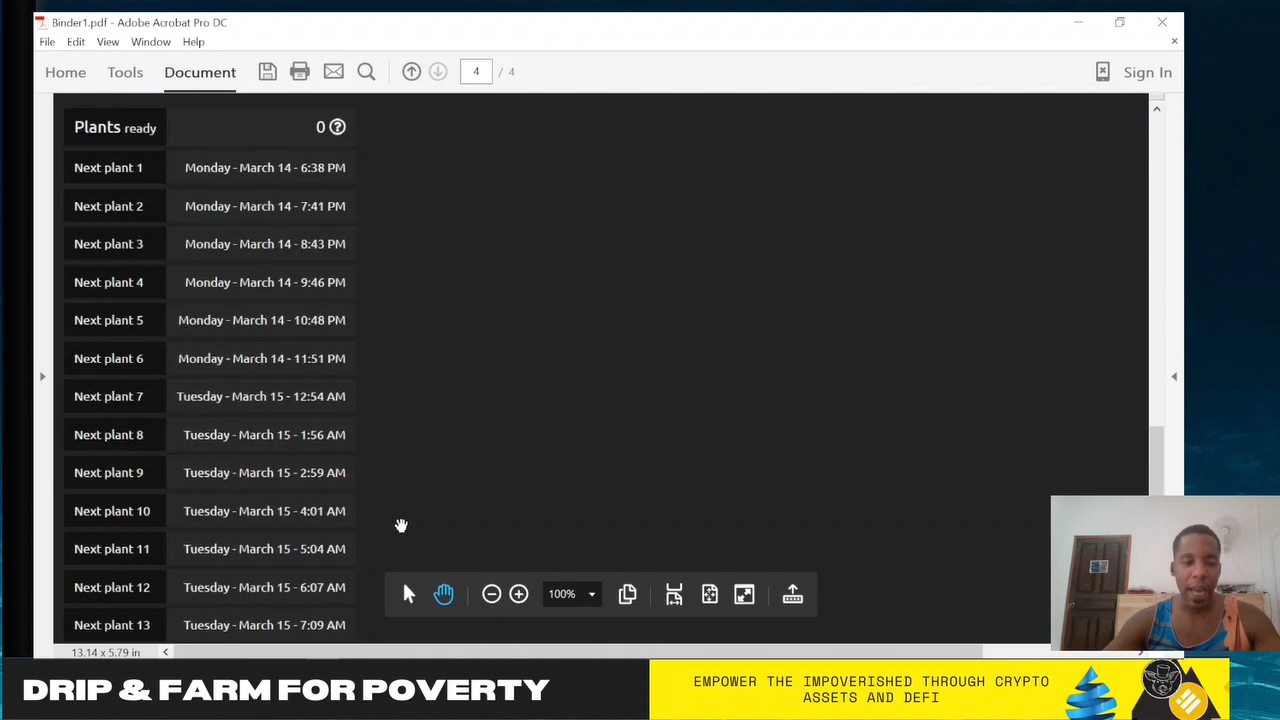 Binder1.pdf - Adobe Acrobat Pro DC
File Edit View Window Help
Home Tools Document 4 / 4 Sign In
Plants ready 0
Next plant 1 Monday - March 14 - 6:38 PM
Next plant 2 Monday - March 14 - 7:41 PM
Next plant 3 Monday - March 14 - 8:43 PM
Next plant 4 Monday - March 14 - 9:46 PM
Next plant 5 Monday - March 14 - 10:48 PM
Next plant 6 Monday - March 14 - 11:51 PM
Next plant 7 Tuesday - March 15 - 12:54 AM
Next plant 8 Tuesday - March 15 - 1:56 AM
Next plant 9 Tuesday - March 15 - 2:59 AM
Next plant 10 Tuesday - March 15 - 4:01 AM
Next plant 11 Tuesday - March 15 - 5:04 AM
Next plant 12 Tuesday - March 15 - 6:07 AM
100%
Next plant 13 Tuesday - March 15 - 7:09 AM
13.14 x 5.79 in
DRIP & FARM FOR POVERTY
EMPOWER THE IMPOVERISHED THROUGH CRYPTO
ASSETS AND DEFI